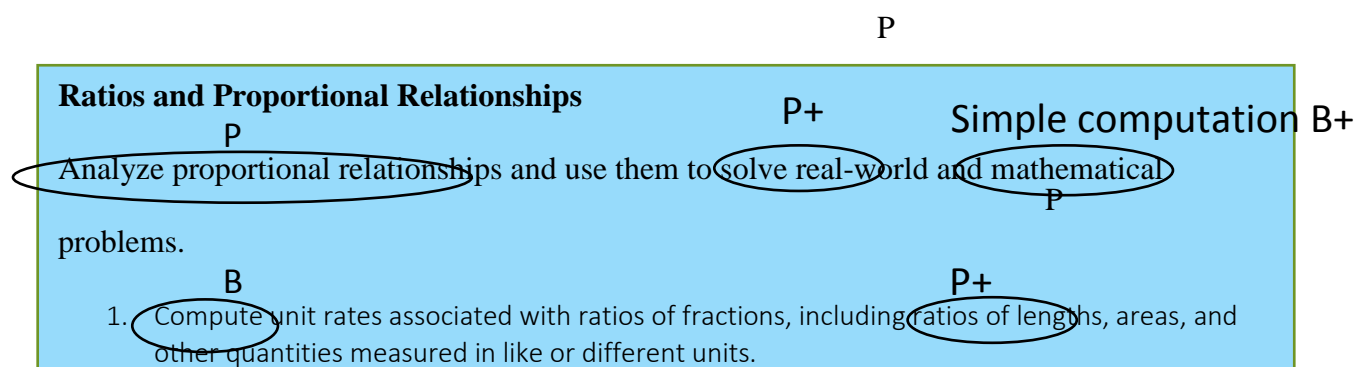 P
Ratios and Proportional Relationships
P+
Simple computation B+
P
Analyze proportional relationships and use them to solve real-world and mathematical
P
problems.
B
P+
1. Compute unit rates associated with ratios of fractions, including ratios of lengths, areas, and
other quantities measured in like or different units.